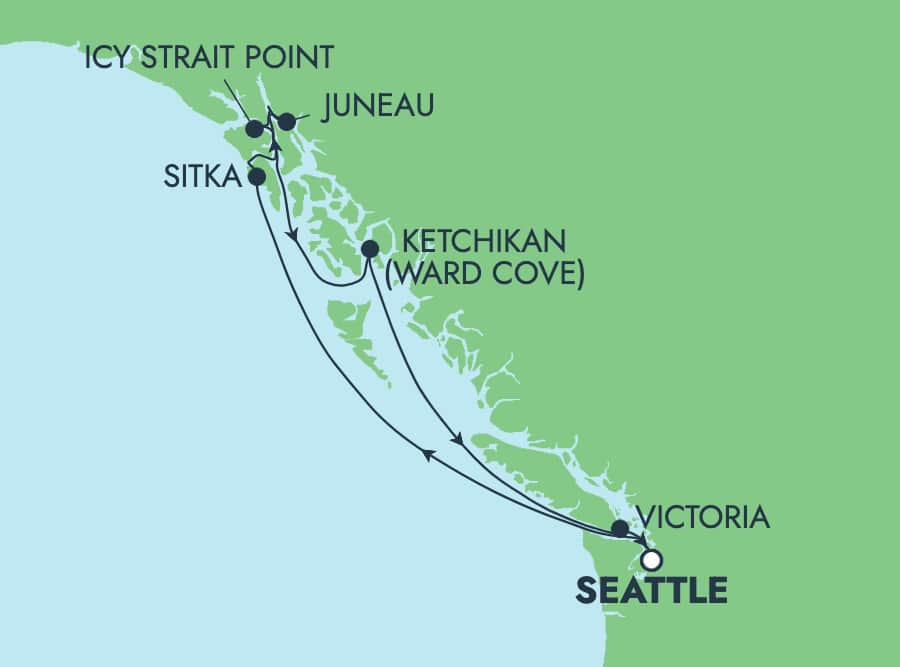 ICY STRAIT POINT
JUNEAU
SITKA
KETCHIKAN
(WARD COVE)
VICTORIA
SEATTLE